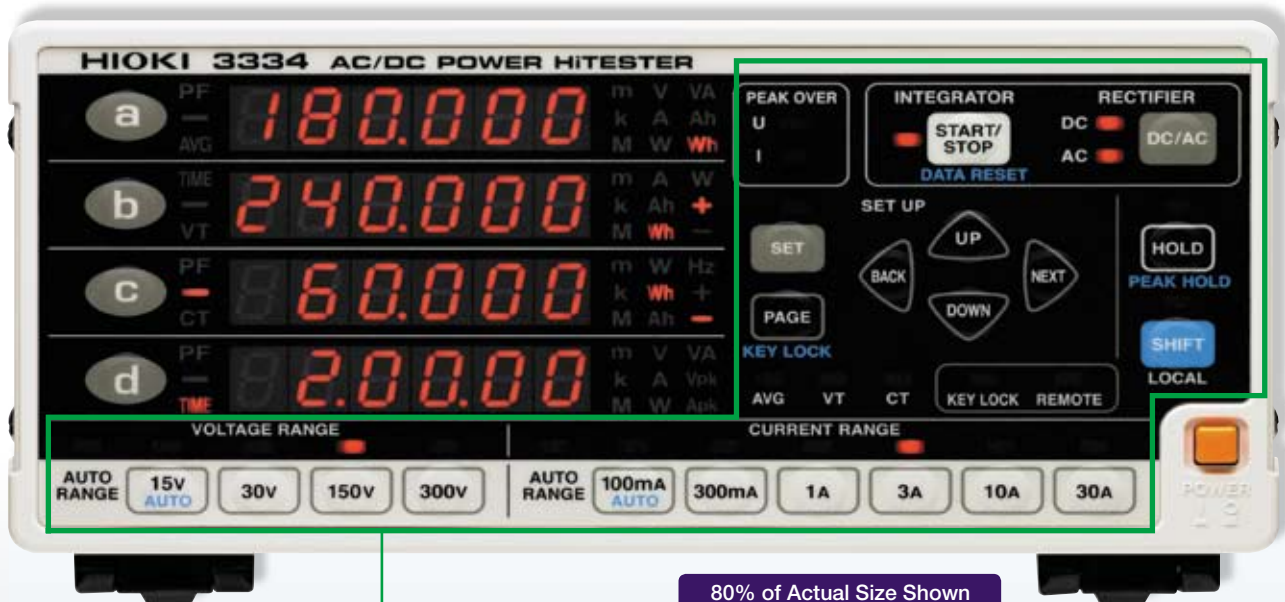 HIOKI 3334 AC/DC POWER HiTESTER
a PF AVG 180.000 m V VA k A Ah M W Wh
b TIME VT 240.000 m A W k Ah + M Wh -
c PF - CT 60.000 m W Hz k Wh + M Ah -
d PF - TIME 2.00.00 m V VA k A Vpk M W Apk
PEAK OVER
U
I
INTEGRATOR RECTIFIER
START/
STOP
DATA RESET
DC
AC
DC/AC
SET UP
SET
UP
BACK
NEXT
DOWN
PAGE
KEY LOCK
HOLD
PEAK HOLD
SHIFT
LOCAL
AVG VT CT KEY LOCK REMOTE
VOLTAGE RANGE CURRENT RANGE
AUTO
RANGE
15V
AUTO
30V 150V 300V
AUTO
RANGE
100mA
AUTO
300mA 1A 3A 10A 30A
POWER
80% of Actual Size Shown